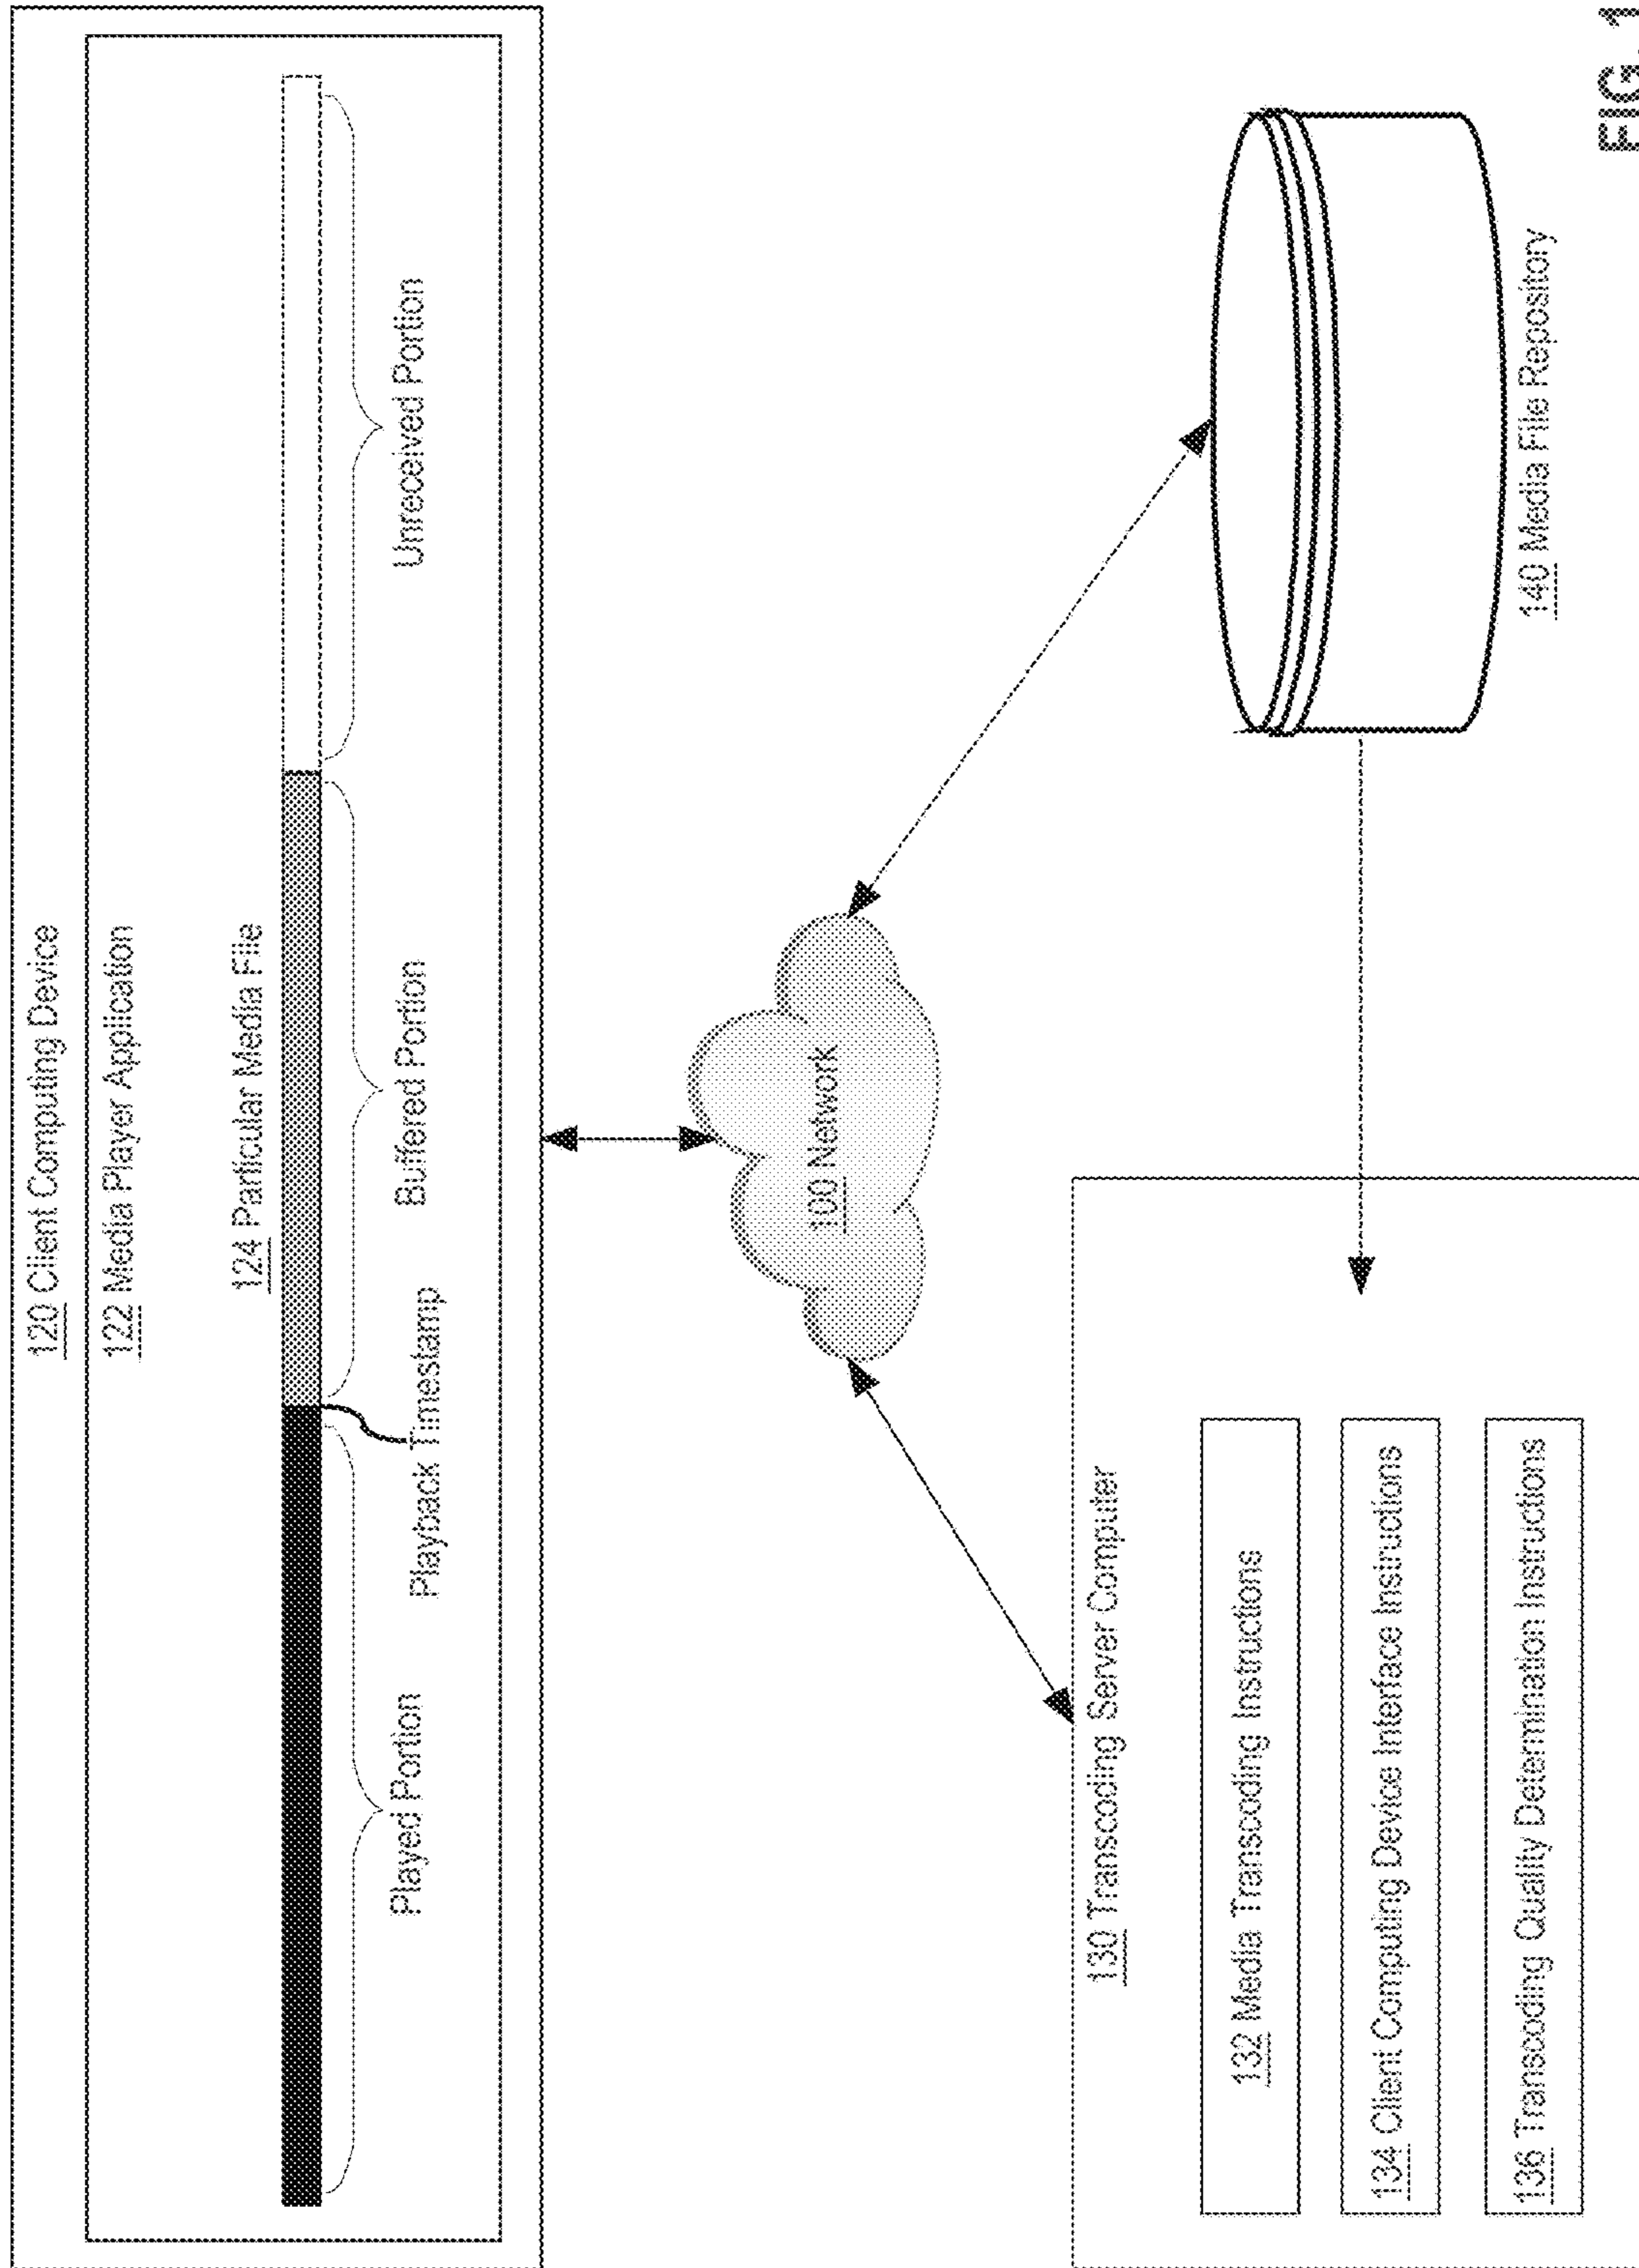 120 Client Computing Device
122 Media Player Application
124 Particular Media File
Played Portion
Playback Timestamp
Buffered Portion
Unreceived Portion
100 Network
130 Transcoding Server Computer
132 Media Transcoding Instructions
134 Client Computing Device Interface Instructions
136 Transcoding Quality Determination Instructions
140 Media File Repository
FIG. 1